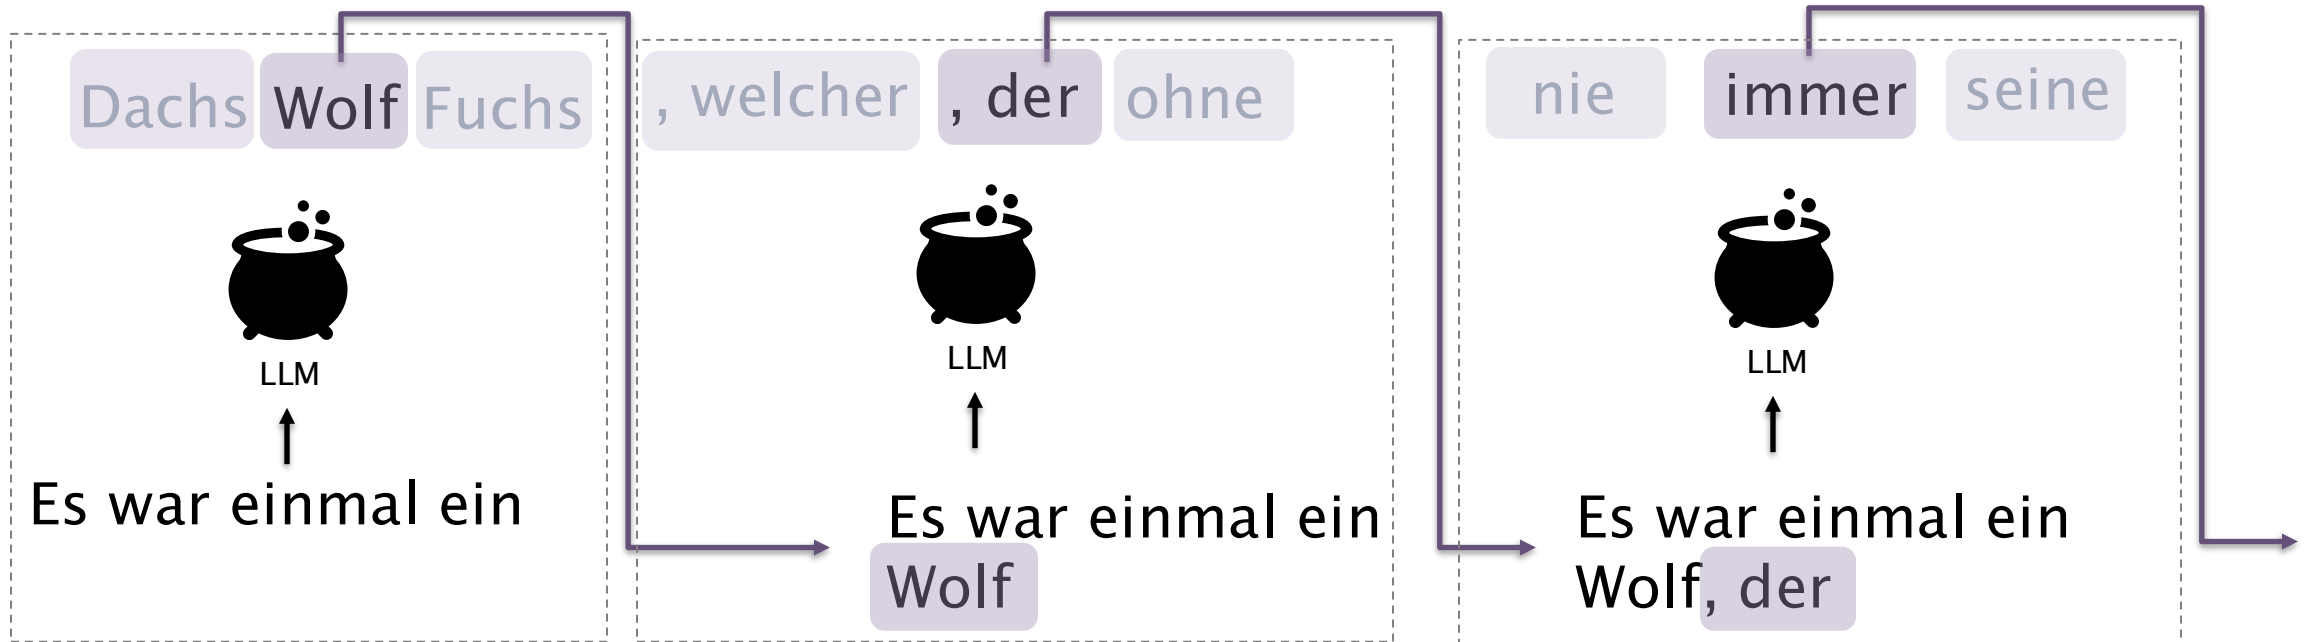 Dachs Wolf Fuchs
LLM
Es war einmal ein
, welcher , der ohne
LLM
Es war einmal ein
Wolf
nie immer seine
LLM
Es war einmal ein
Wolf, der